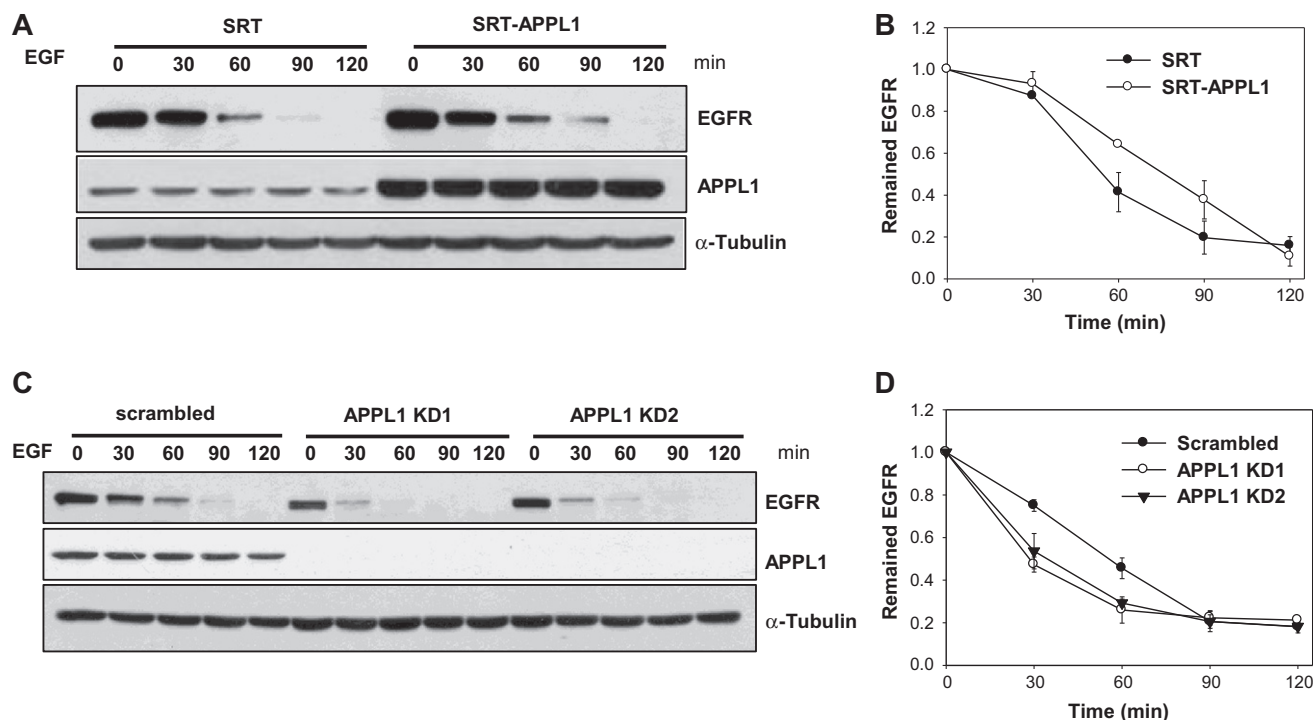 A
SRT SRT-APPL1
EGF 0 30 60 90 120 0 30 60 90 120 min
EGFR
APPL1
α-Tubulin
B
1.2
1.0
0.8
0.6
0.4
0.2
0.0
Remained EGFR
SRT
SRT-APPL1
0 30 60 90 120
Time (min)
C
scrambled APPL1 KD1 APPL1 KD2
EGF 0 30 60 90 120 0 30 60 90 120 0 30 60 90 120 min
EGFR
APPL1
α-Tubulin
D
1.2
1.0
0.8
0.6
0.4
0.2
0.0
Remained EGFR
Scrambled
APPL1 KD1
APPL1 KD2
0 30 60 90 120
Time (min)